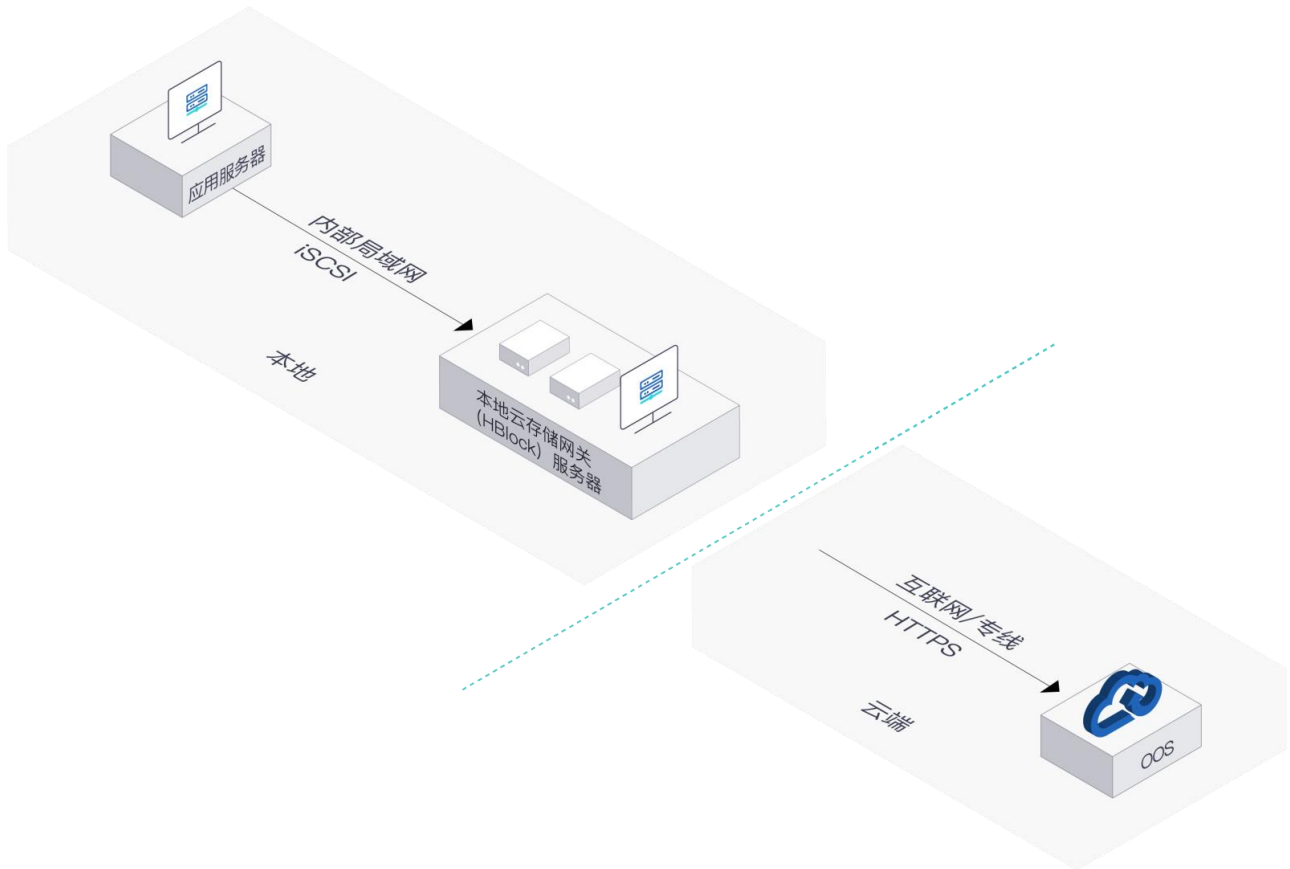 应用服务器
内部局域网
iSCSI
本地
本地云存储网关
（HBlock）服务器
互联网/专线
HTTPS
云端
OOS